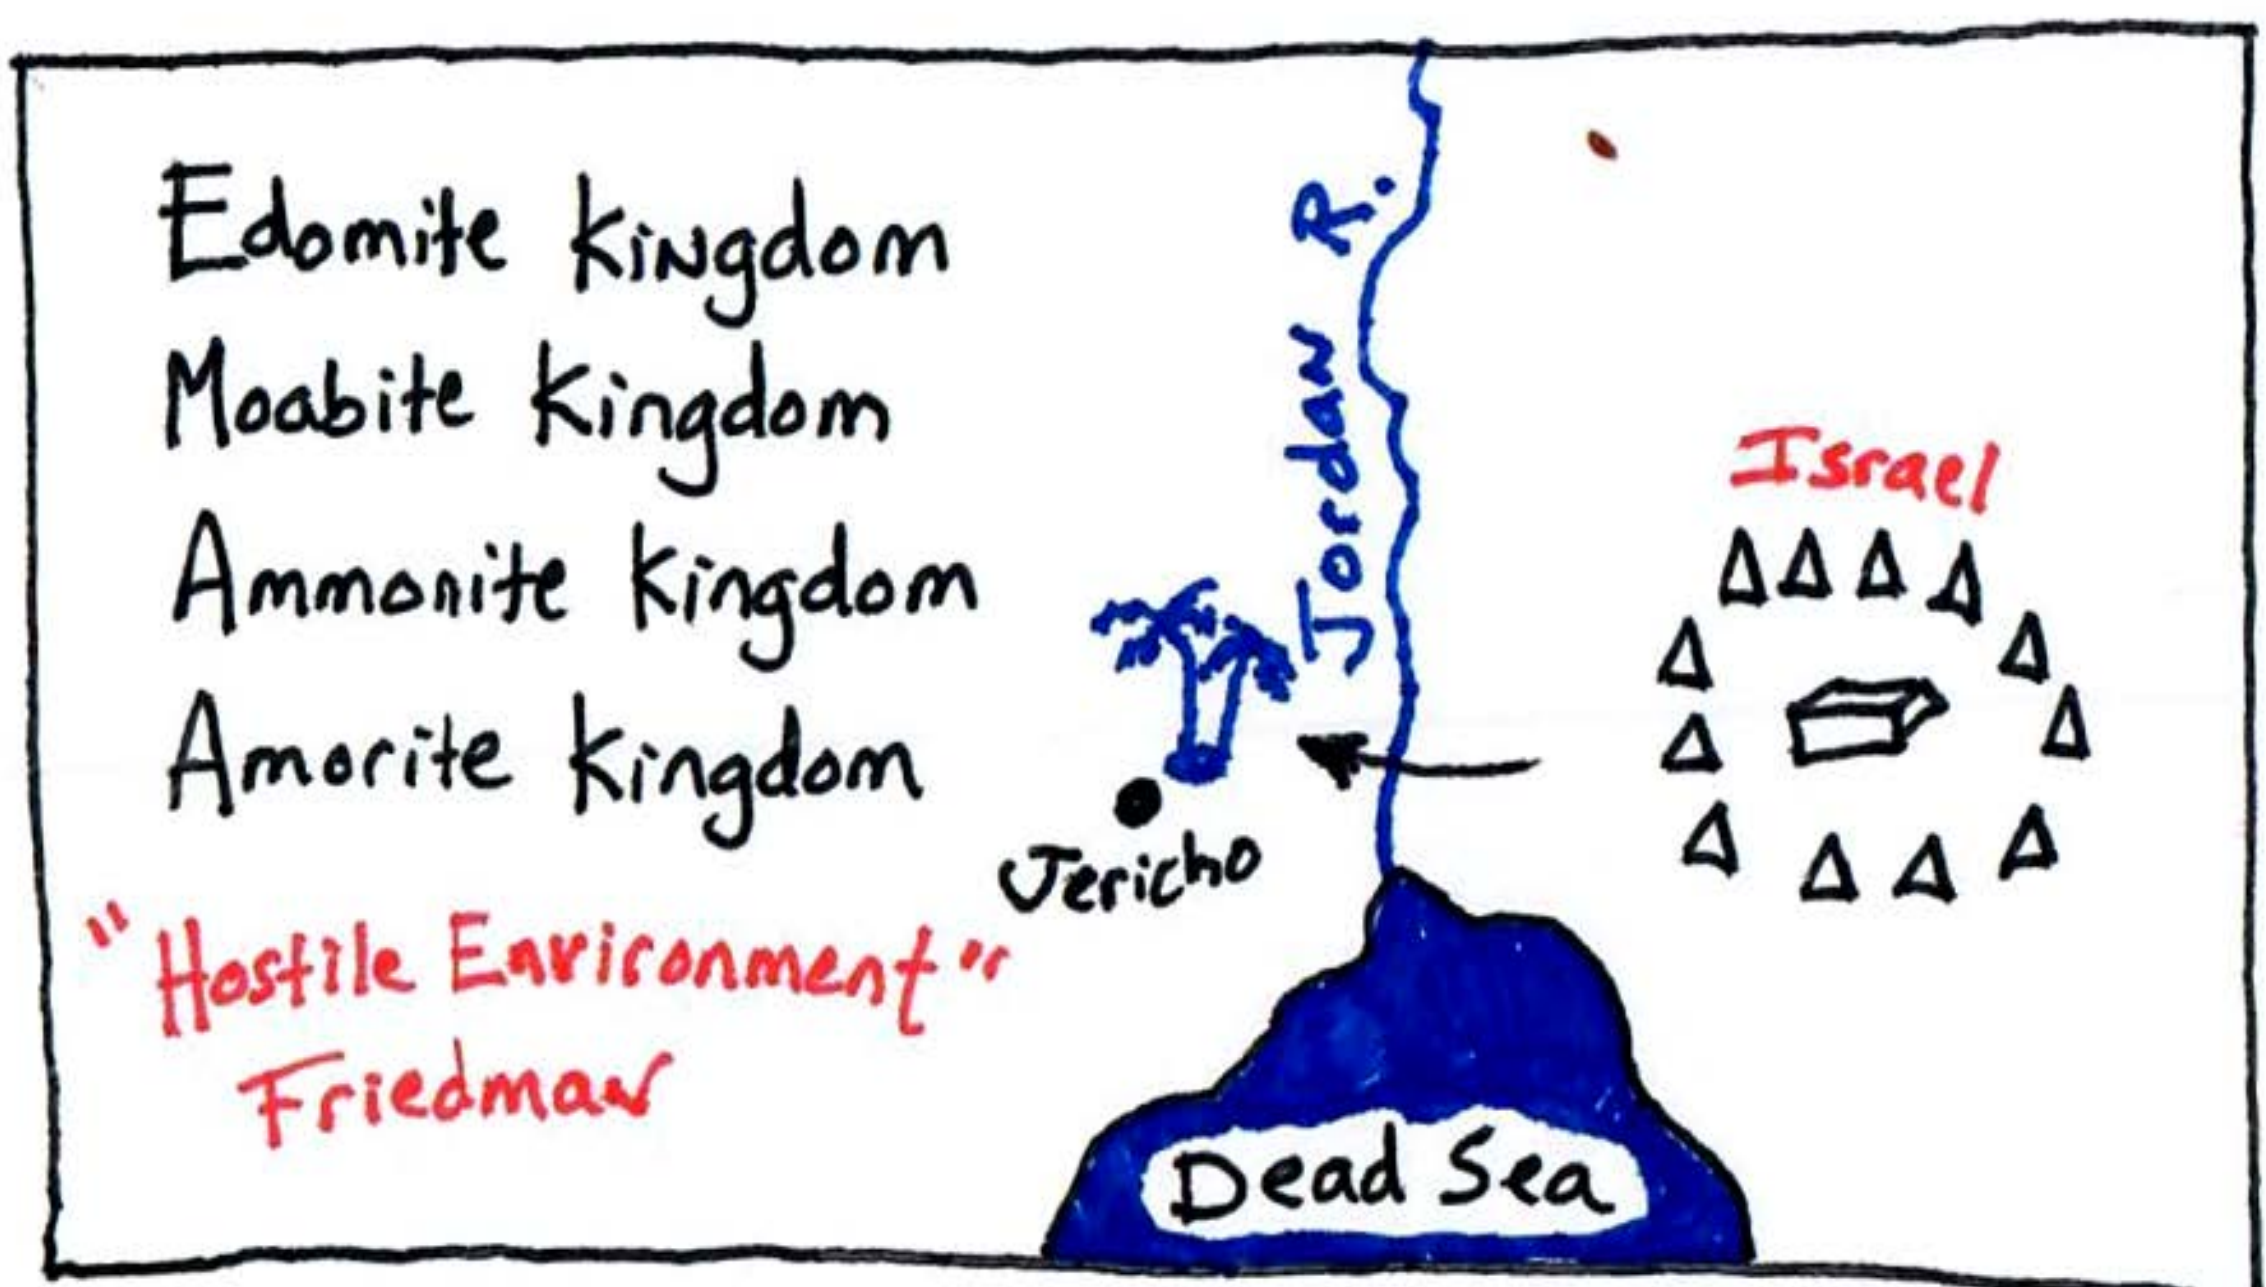 Edomite Kingdom
Moabite Kingdom
Ammonite Kingdom
Amorite Kingdom
"Hostile Environment"
Friedman
Jordan R.
Jericho
Israel
Dead Sea